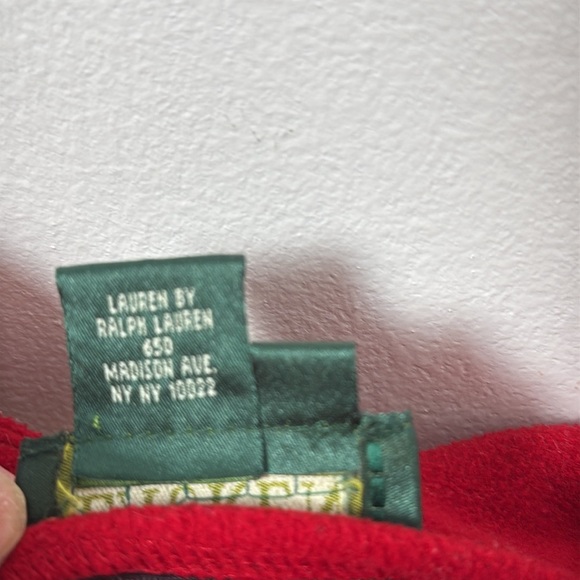 LAUREN BY
RALPH LAUREN
650
MADISON AVE.
NY NY 10022